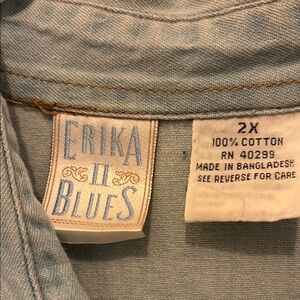 ERIKA
II
BLUES
2X
100% COTTON
RN 40299
MADE IN BANGLADESH
SEE REVERSE FOR CARE